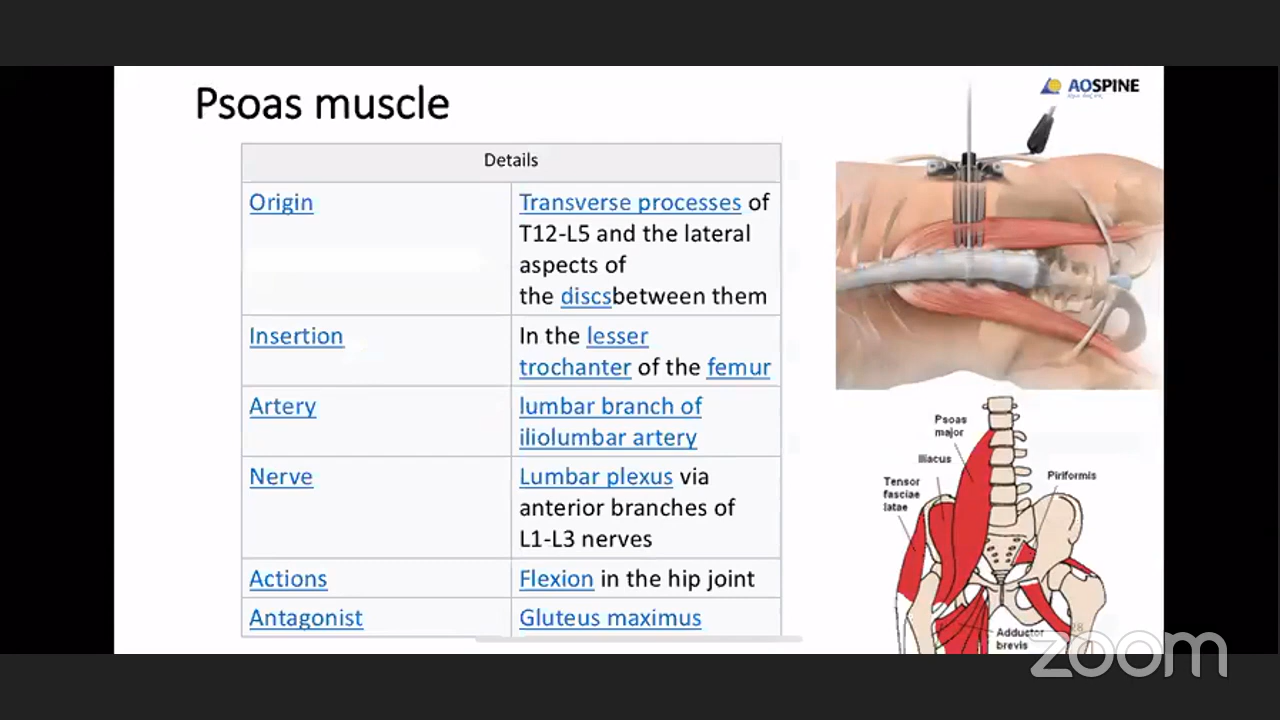 Psoas muscle
AOSPINE
Details
Origin
Transverse processes of
T12-L5 and the lateral
aspects of
the discsbetween them
Insertion
In the lesser
trochanter of the femur
Artery
lumbar branch of
iliolumbar artery
Nerve
Lumbar plexus via
anterior branches of
L1-L3 nerves
Actions
Flexion in the hip joint
Antagonist
Gluteus maximus
Psoas
major
Iliacus
Tensor
fasciae
latae
Piriformis
Adductor
brevis
zoom